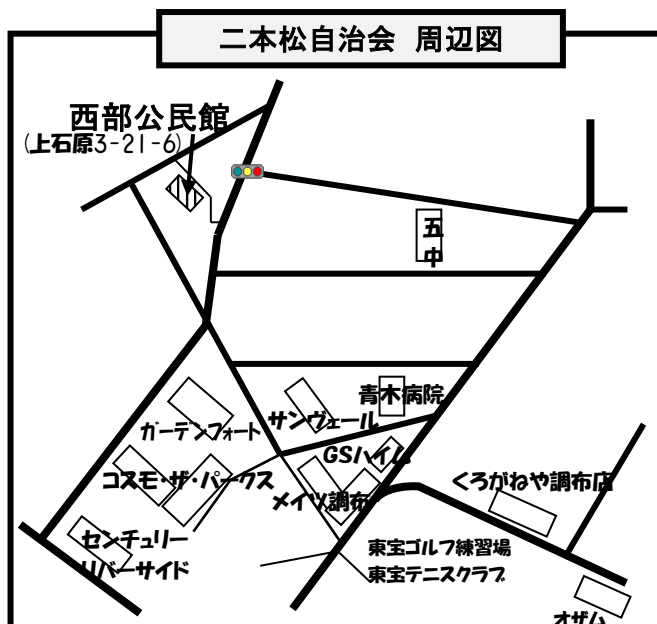 二本松自治会 周辺図
西部公民館
(上石原3-21-6)
五
中
青木病院
サンヴェール
ガーデンフォート
GSハイム
コスモ・ザ・パークス
くろがねや調布店
メイツ調布
センチュリー
リバーサイド
東宝ゴルフ練習場
東宝テニスクラブ
オザム